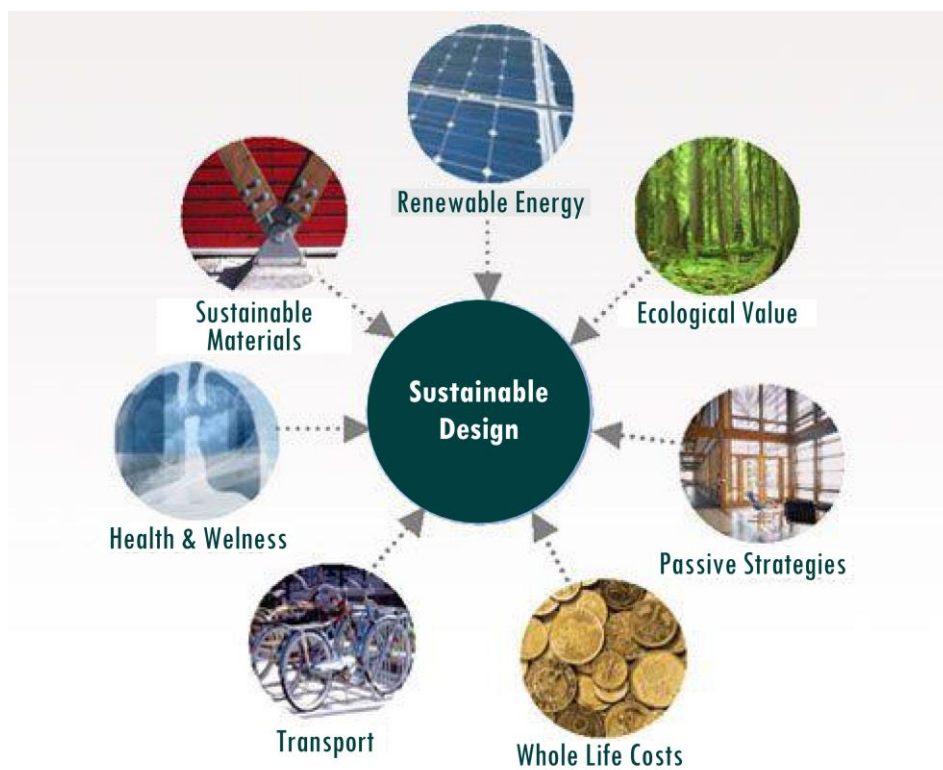 Renewable Energy
Sustainable
Materials
Ecological Value
Sustainable
Design
Health & Welness
Passive Strategies
Transport
Whole Life Costs